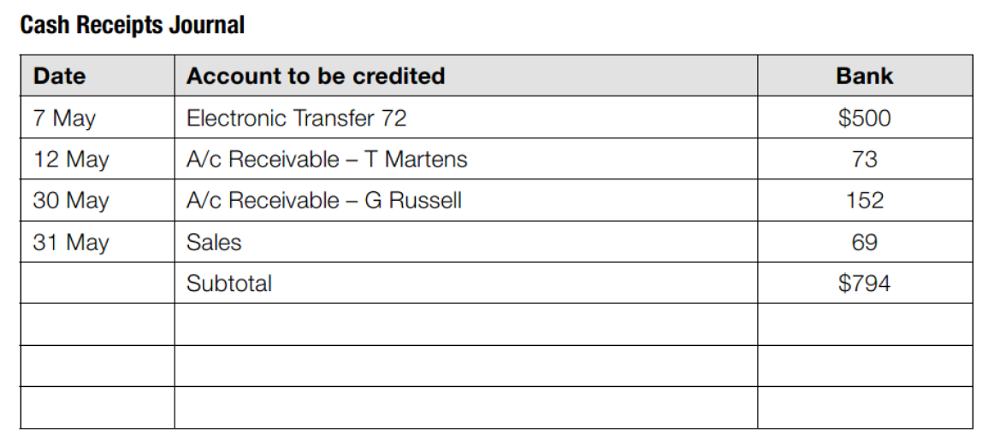 Cash Receipts Journal
Date Account to be credited Bank
7 May Electronic Transfer 72 $500
12 May A/c Receivable – T Martens 73
30 May A/c Receivable – G Russell 152
31 May Sales 69
Subtotal $794